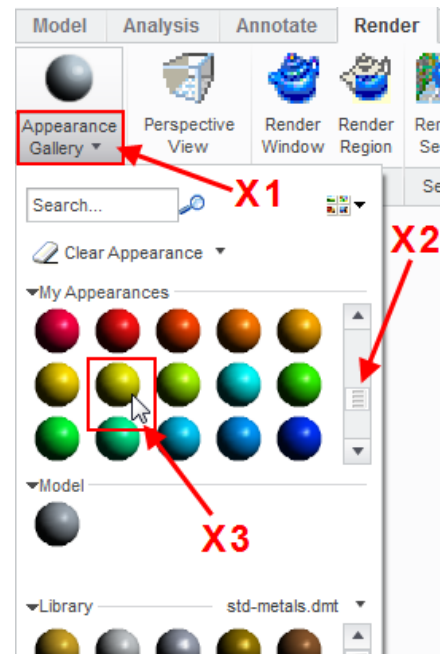 Model Analysis Annotate Render
Appearance Gallery
Perspective View
Render Window
Render Region
Se
X1
Search...
X2
Clear Appearance
My Appearances
X3
Model
Library std-metals.dmt